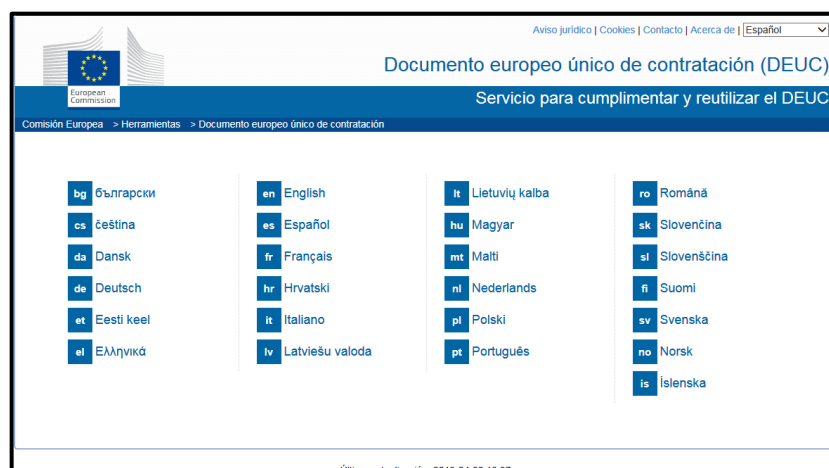 Aviso jurídico | Cookies | Contacto | Acerca de | Español
Documento europeo único de contratación (DEUC)
European
Commission
Servicio para cumplimentar y reutilizar el DEUC
Comisión Europea > Herramientas > Documento europeo único de contratación
bg български
cs čeština
da Dansk
de Deutsch
et Eesti keel
el Ελληνικά
en English
es Español
fr Français
hr Hrvatski
it Italiano
lv Latviešu valoda
lt Lietuvių kalba
hu Magyar
mt Malti
nl Nederlands
pl Polski
pt Português
ro Română
sk Slovenčina
sl Slovenščina
fi Suomi
sv Svenska
no Norsk
is Íslenska